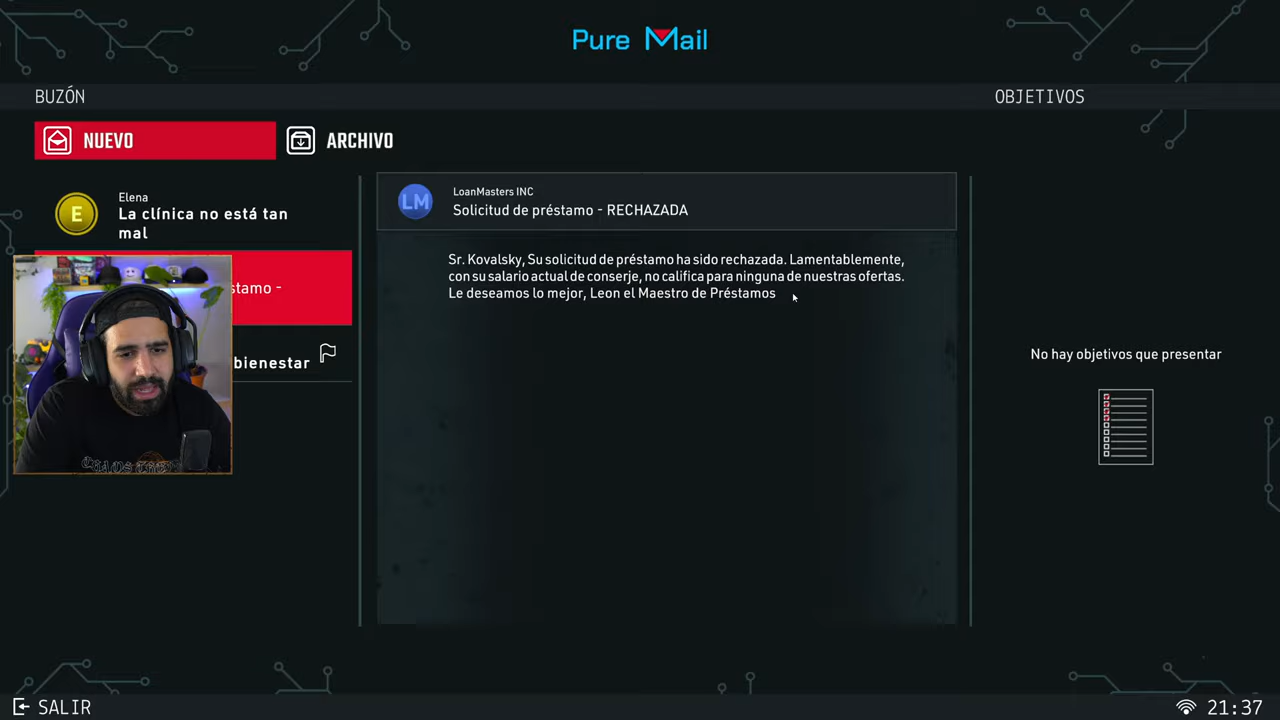 Pure Mail
BUZÓN
OBJETIVOS
NUEVO
ARCHIVO
E
Elena
La clínica no está tan
mal
stamo -
bienestar
LM
LoanMasters INC
Solicitud de préstamo - RECHAZADA
Sr. Kovalsky, Su solicitud de préstamo ha sido rechazada. Lamentablemente,
con su salario actual de conserje, no califica para ninguna de nuestras ofertas.
Le deseamos lo mejor, Leon el Maestro de Préstamos
No hay objetivos que presentar
SALIR
21:37